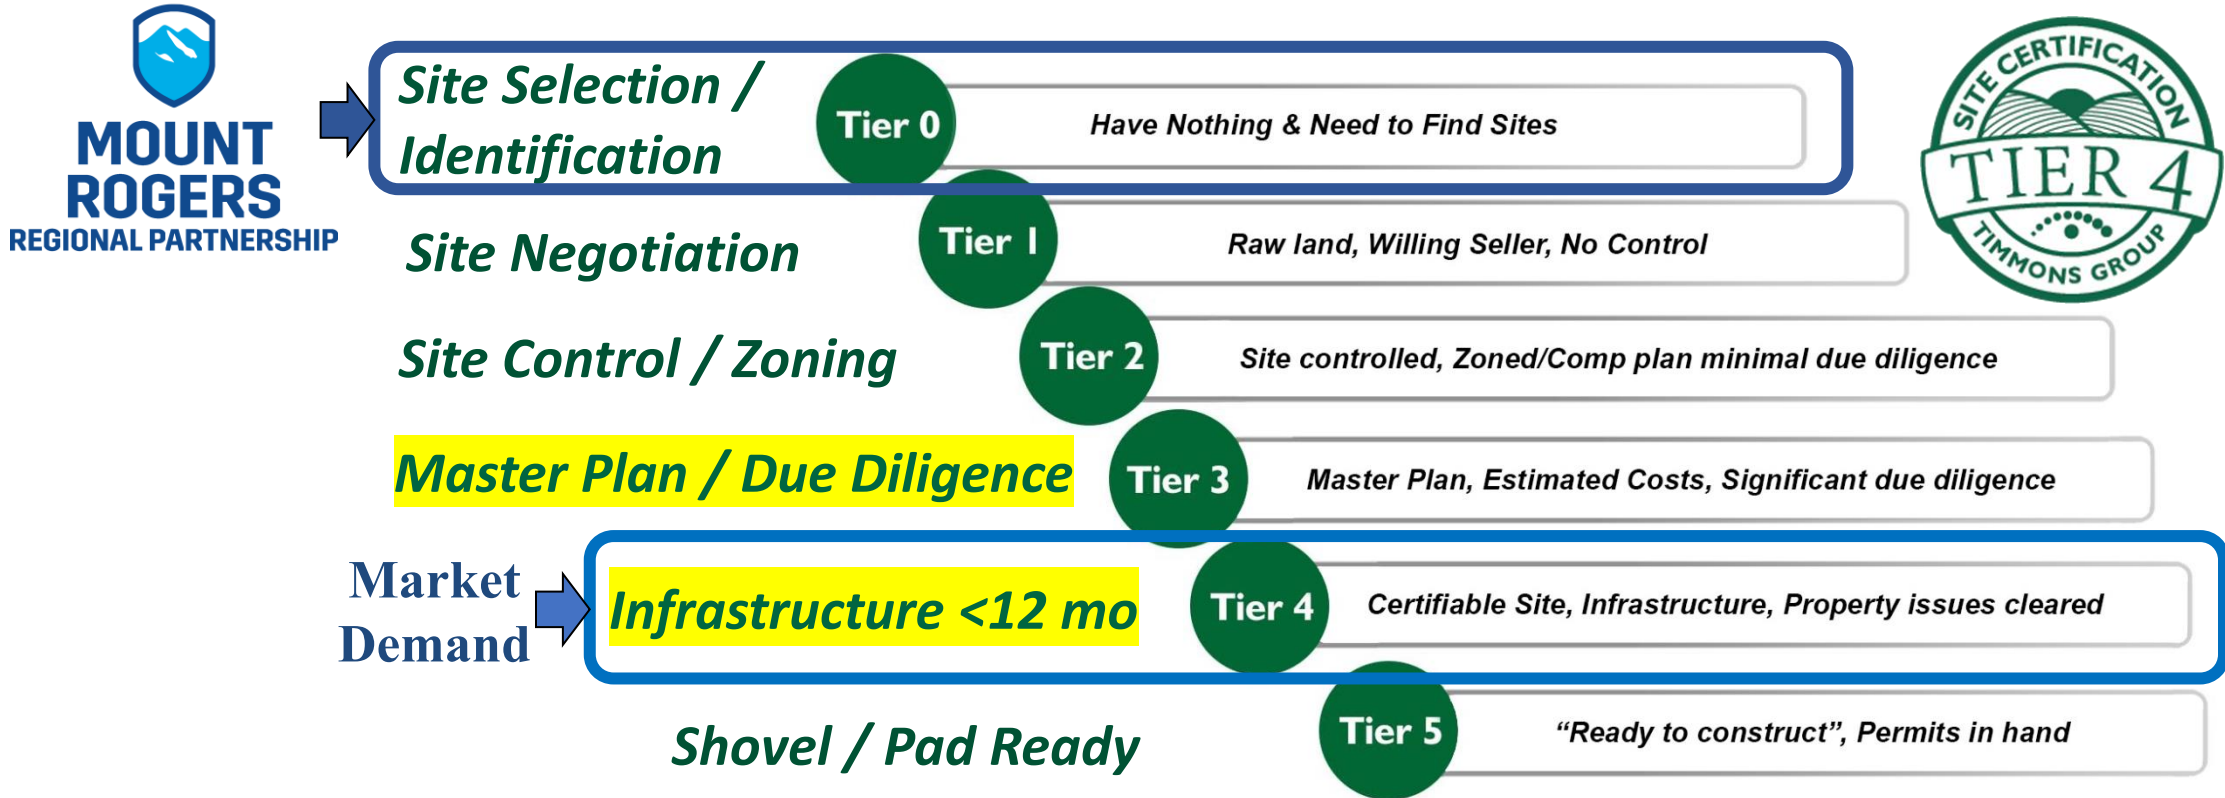 MOUNT
ROGERS
REGIONAL PARTNERSHIP
Site Selection /
Identification
Tier 0
Have Nothing & Need to Find Sites
SITE CERTIFICATION
TIER 4
TIMMONS GROUP
Site Negotiation
Tier 1
Raw land, Willing Seller, No Control
Site Control / Zoning
Tier 2
Site controlled, Zoned/Comp plan minimal due diligence
Master Plan / Due Diligence
Tier 3
Master Plan, Estimated Costs, Significant due diligence
Market
Demand
Infrastructure <12 mo
Tier 4
Certifiable Site, Infrastructure, Property issues cleared
Shovel / Pad Ready
Tier 5
“Ready to construct”, Permits in hand